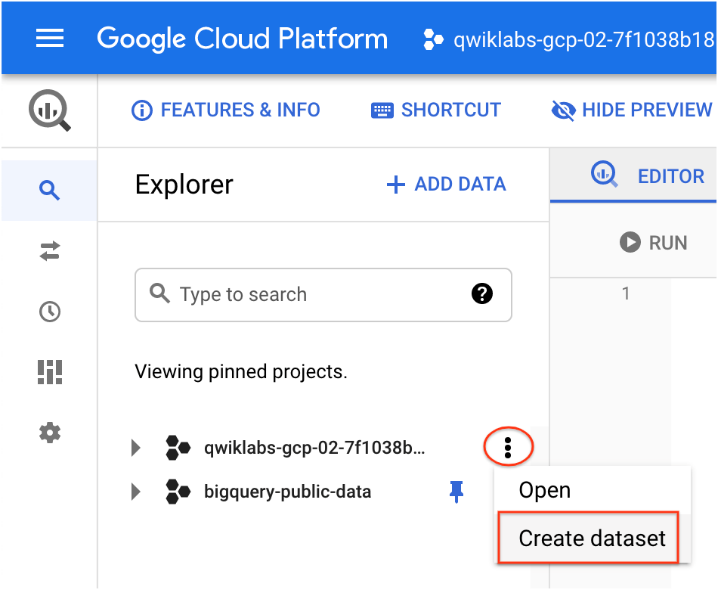 Google Cloud Platform qwiklabs-gcp-02-7f1038b18
FEATURES & INFO SHORTCUT HIDE PREVIEW
Explorer + ADD DATA EDITOR
RUN
Type to search ? 1
Viewing pinned projects.
qwiklabs-gcp-02-7f1038b...
bigquery-public-data Open
Create dataset